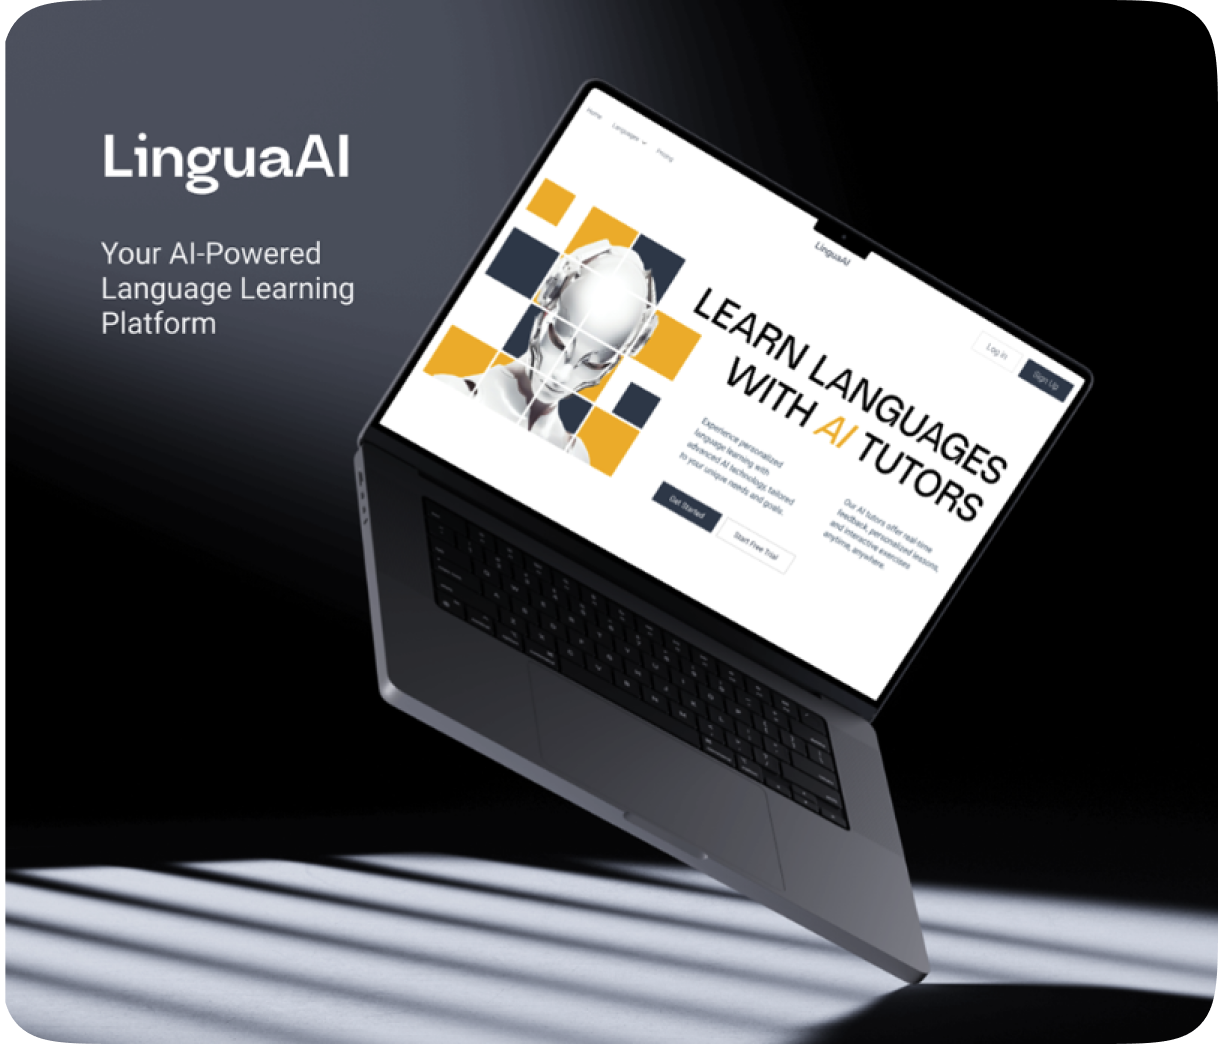 LinguaAI
Your AI-Powered
Language Learning
Platform
Home
Languages
Pricing
LinguaAI
Log in
Sign Up
LEARN LANGUAGES
WITH AI TUTORS
Experience personalized
language learning with
advanced AI technology, tailored
to your unique needs and goals.
Get Started
Start Free Trial
Our AI tutors offer real-time
feedback, personalized lessons,
and interactive exercises
anytime, anywhere.